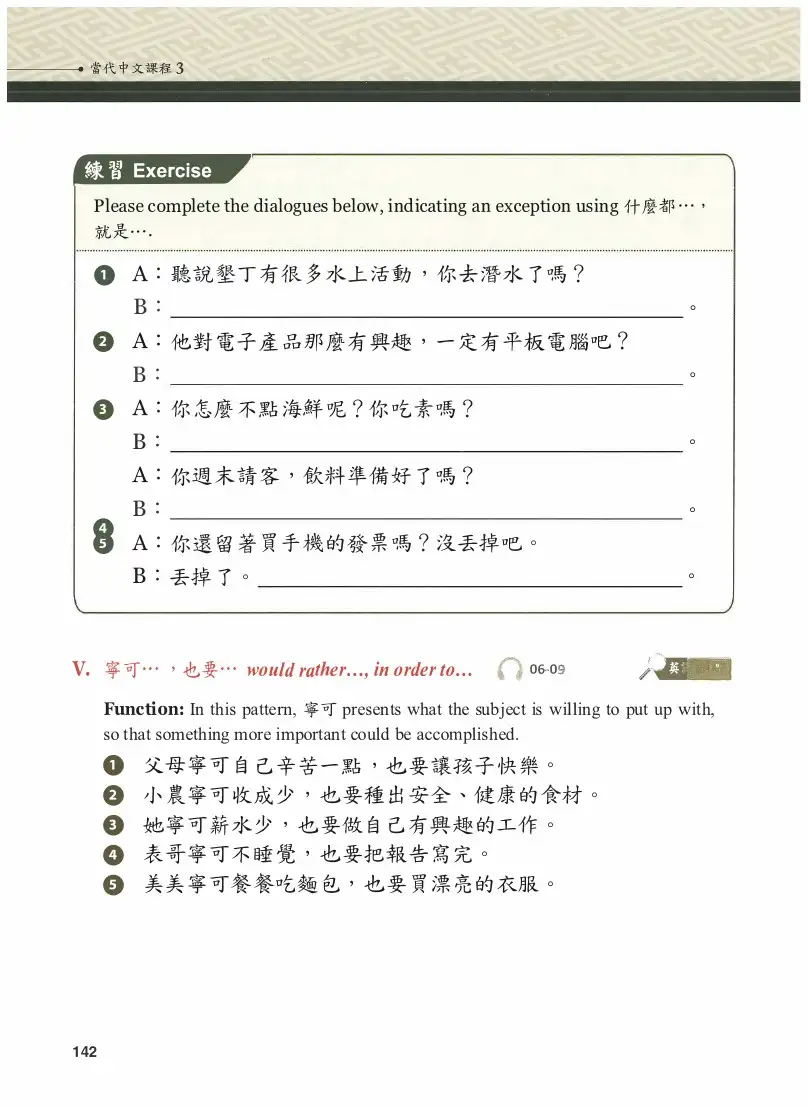 當代中文課程 3
練習 Exercise
Please complete the dialogues below, indicating an exception using 什麼都…，
就是….
1 A：聽說墾丁有很多水上活動，你去潛水了嗎？
B：。
2 A：他對電子產品那麼有興趣，一定有平板電腦吧？
B：。
3 A：你怎麼不點海鮮呢？你吃素嗎？
B：。
A：你週末請客，飲料準備好了嗎？
B：。
4
5 A：你還留著買手機的發票嗎？沒丟掉吧。
B：丟掉了。。
V. 寧可…，也要… would rather…, in order to… 06-09 英
Function: In this pattern, 寧可 presents what the subject is willing to put up with,
so that something more important could be accomplished.
1 父母寧可自己辛苦一點，也要讓孩子快樂。
2 小農寧可收成少，也要種出安全、健康的食材。
3 她寧可薪水少，也要做自己有興趣的工作。
4 表哥寧可不睡覺，也要把報告寫完。
5 美美寧可餐餐吃麵包，也要買漂亮的衣服。
142